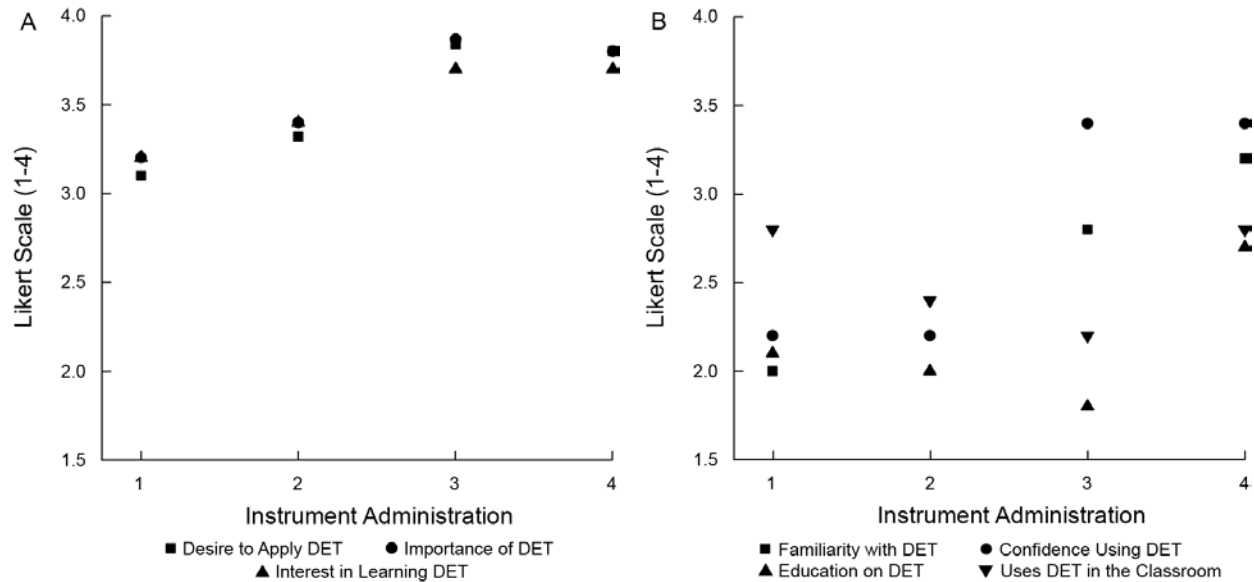 A
4.0
3.5
3.0
2.5
2.0
1.5
Likert Scale (1-4)
1 2 3 4
Instrument Administration
Desire to Apply DET Importance of DET
Interest in Learning DET
B
4.0
3.5
3.0
2.5
2.0
1.5
Likert Scale (1-4)
1 2 3 4
Instrument Administration
Familiarity with DET Confidence Using DET
Education on DET Uses DET in the Classroom